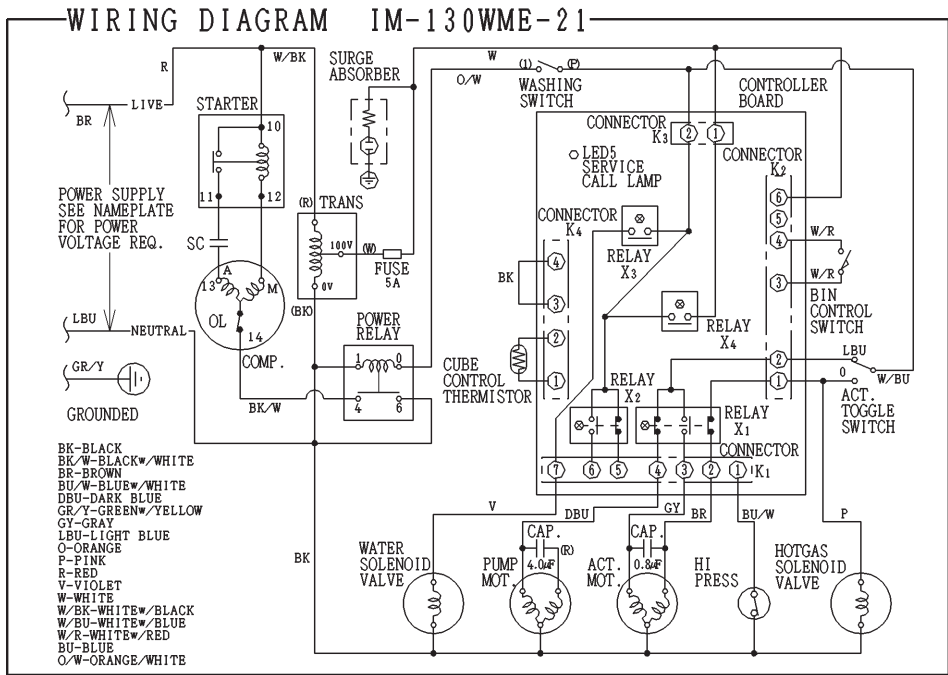 WIRING DIAGRAM IM-130WME-21
R
W/BK
SURGE
ABSORBER
W
O/W
(1)
(P)
WASHING
SWITCH
CONTROLLER
BOARD
LIVE
BR
STARTER
10
11
12
CONNECTOR
K3
2
1
LED5
SERVICE
CALL LAMP
CONNECTOR
K2
6
5
4
3
2
1
POWER SUPPLY
SEE NAMEPLATE
FOR POWER
VOLTAGE REQ.
(R)
TRANS
100V
(W)
0V
(BK)
FUSE
5A
SC
A
M
13
OL
14
COMP.
CONNECTOR
K4
4
3
2
1
BK
RELAY
X3
RELAY
X4
W/R
W/R
BIN
CONTROL
SWITCH
LBU
NEUTRAL
POWER
RELAY
1
0
4
6
CUBE
CONTROL
THERMISTOR
LBU
0
W/BU
ACT.
TOGGLE
SWITCH
GR/Y
GROUNDED
BK/W
RELAY
X2
RELAY
X1
CONNECTOR
K1
7
6
5
4
3
2
1
BK-BLACK
BK/W-BLACKw/WHITE
BR-BROWN
BU/W-BLUEw/WHITE
DBU-DARK BLUE
GR/Y-GREENw/YELLOW
GY-GRAY
LBU-LIGHT BLUE
O-ORANGE
P-PINK
R-RED
V-VIOLET
W-WHITE
W/BK-WHITEw/BLACK
W/BU-WHITEw/BLUE
W/R-WHITEw/RED
BU-BLUE
O/W-ORANGE/WHITE
BK
V
DBU
GY
BR
BU/W
P
WATER
SOLENOID
VALVE
PUMP
MOT.
CAP.
4.0μF
(R)
ACT.
MOT.
CAP.
0.8μF
HI
PRESS
HOTGAS
SOLENOID
VALVE